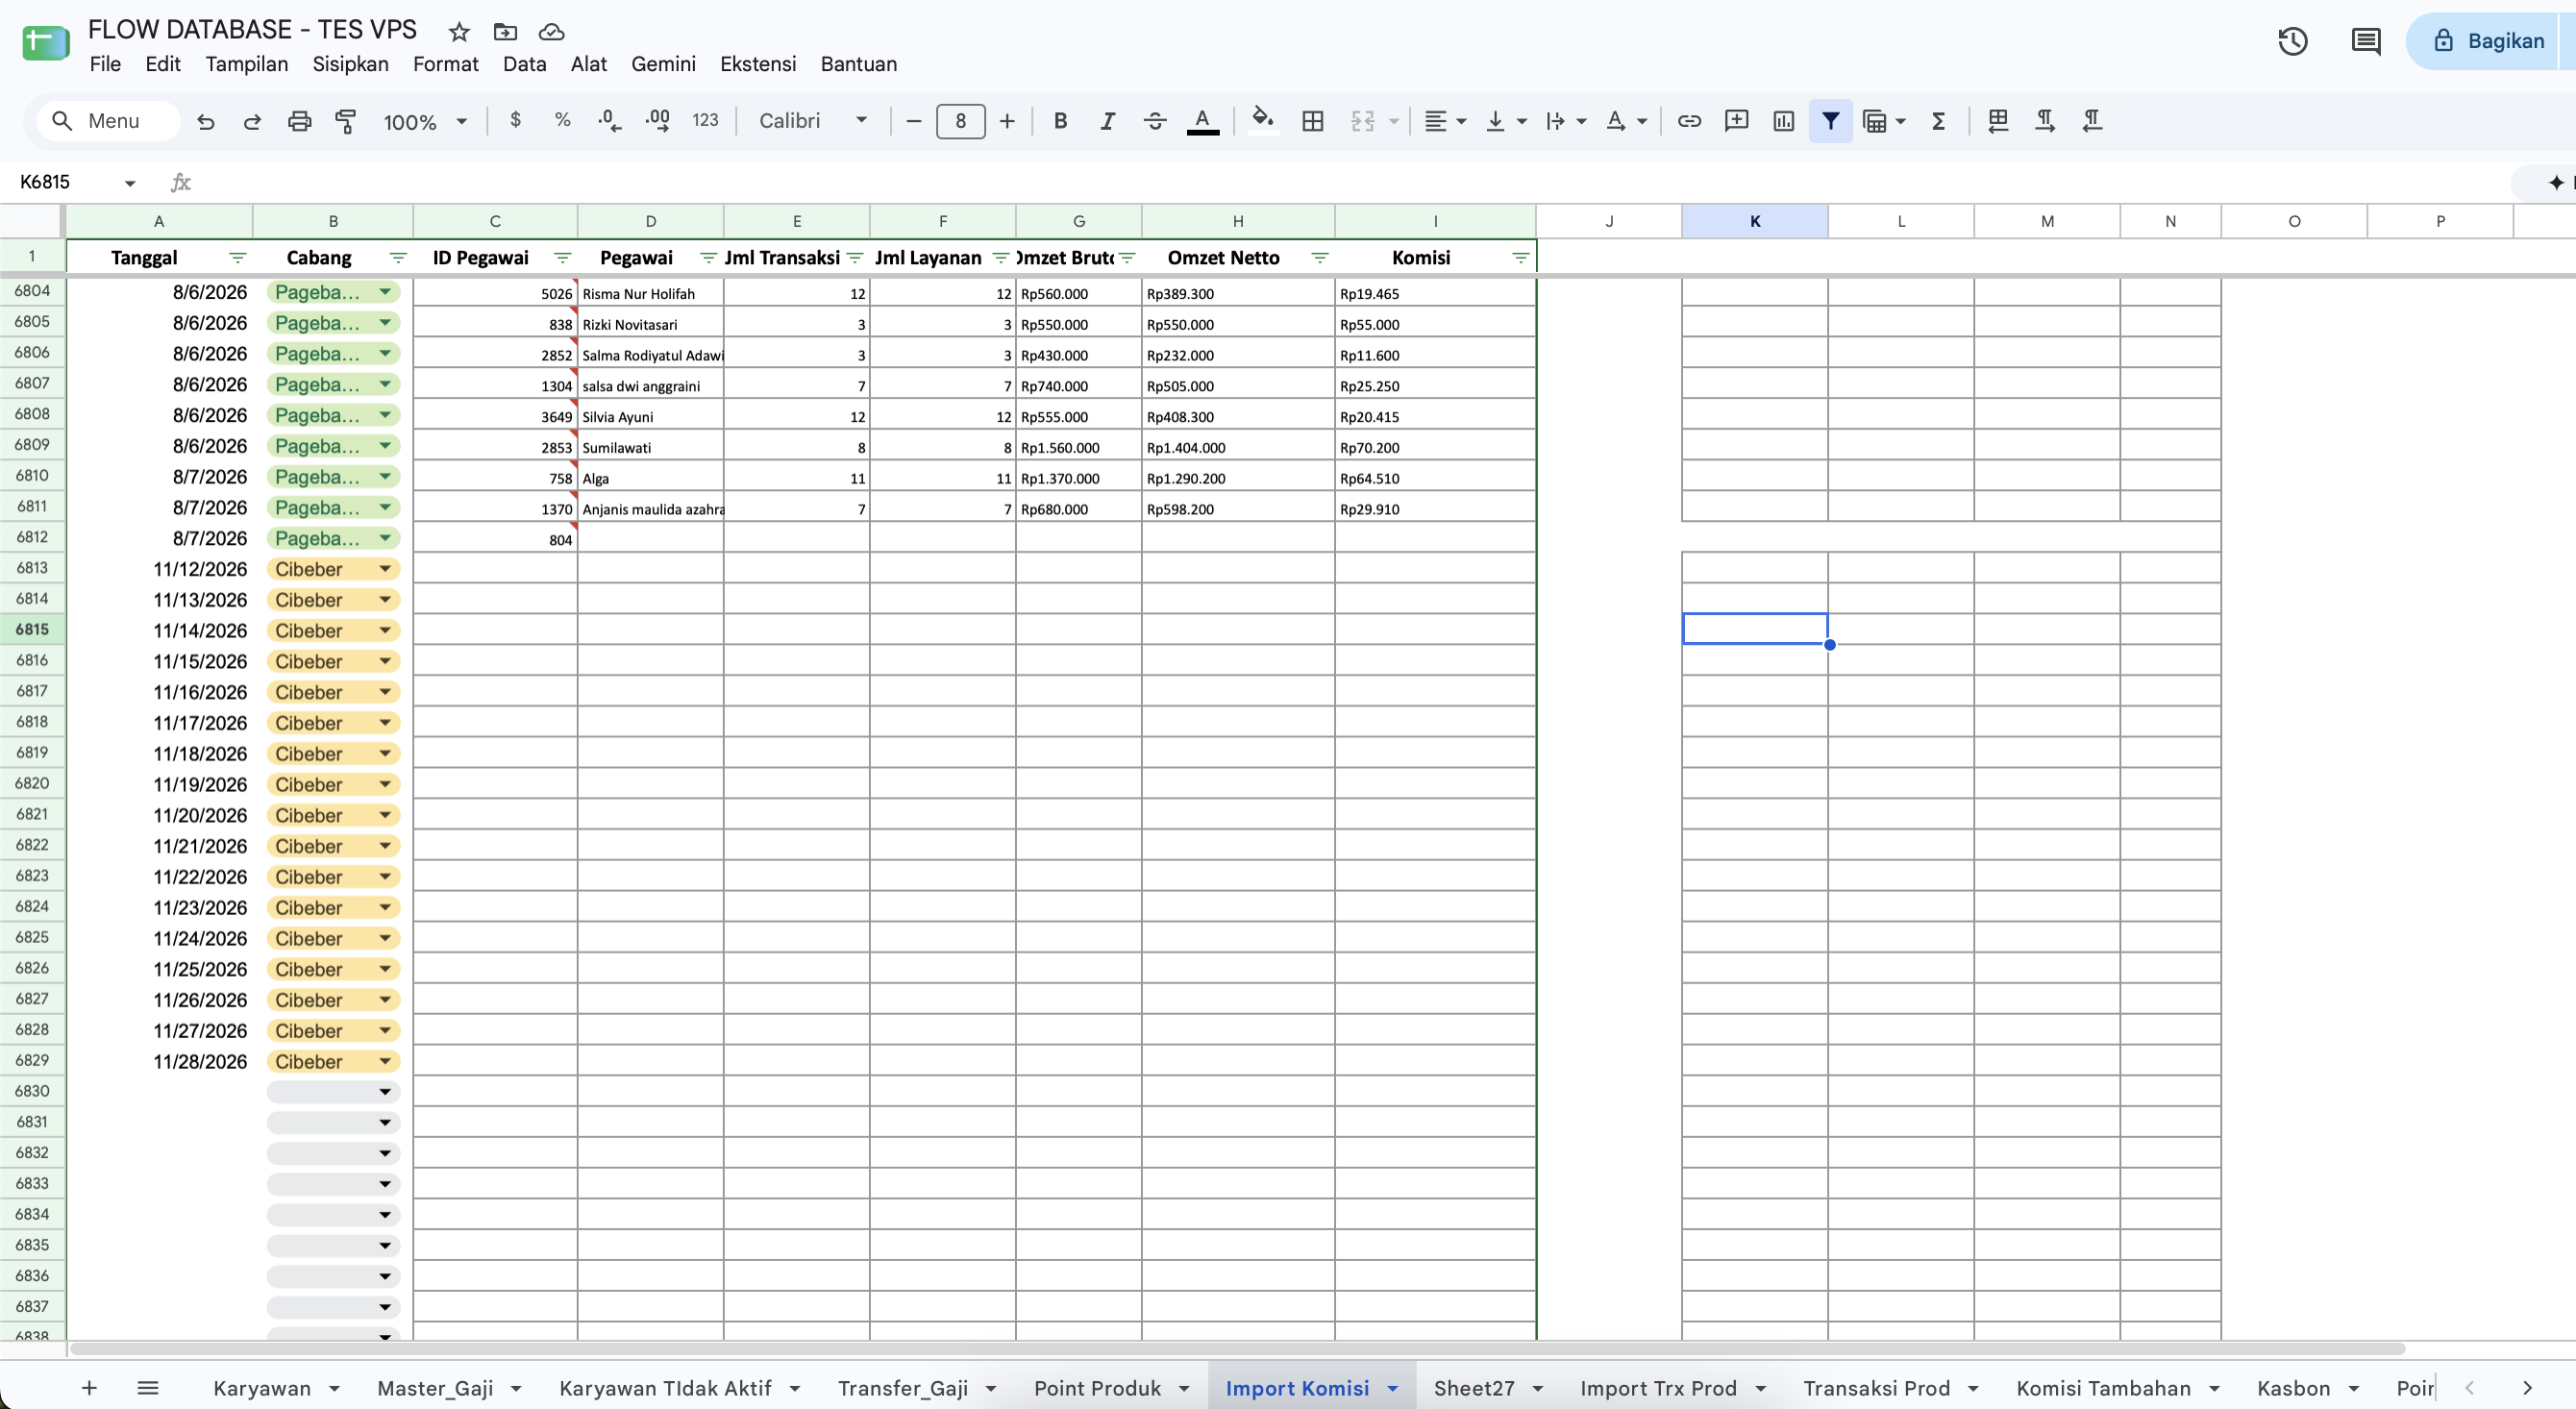 FLOW DATABASE - TES VPS
File Edit Tampilan Sisipkan Format Data Alat Gemini Ekstensi Bantuan
Bagikan
Menu 100% $ % .0 .00 123 Calibri 8 B I A A Σ
K6815 fx
A B C D E F G H I J K L M N O P
1 Tanggal Cabang ID Pegawai Pegawai Jml Transaksi Jml Layanan Omzet Brut Omzet Netto Komisi
6804 8/6/2026 Pageba... 5026 Risma Nur Holifah 12 12 Rp560.000 Rp389.300 Rp19.465
6805 8/6/2026 Pageba... 838 Rizki Novitasari 3 3 Rp550.000 Rp550.000 Rp55.000
6806 8/6/2026 Pageba... 2852 Salma Rodiyatul Adawi 3 3 Rp430.000 Rp232.000 Rp11.600
6807 8/6/2026 Pageba... 1304 salsa dwi anggraini 7 7 Rp740.000 Rp505.000 Rp25.250
6808 8/6/2026 Pageba... 3649 Silvia Ayuni 12 12 Rp555.000 Rp408.300 Rp20.415
6809 8/6/2026 Pageba... 2853 Sumilawati 8 8 Rp1.560.000 Rp1.404.000 Rp70.200
6810 8/7/2026 Pageba... 758 Alga 11 11 Rp1.370.000 Rp1.290.200 Rp64.510
6811 8/7/2026 Pageba... 1370 Anjanis maulida azahra 7 7 Rp680.000 Rp598.200 Rp29.910
6812 8/7/2026 Pageba... 804
6813 11/12/2026 Cibeber
6814 11/13/2026 Cibeber
6815 11/14/2026 Cibeber
6816 11/15/2026 Cibeber
6817 11/16/2026 Cibeber
6818 11/17/2026 Cibeber
6819 11/18/2026 Cibeber
6820 11/19/2026 Cibeber
6821 11/20/2026 Cibeber
6822 11/21/2026 Cibeber
6823 11/22/2026 Cibeber
6824 11/23/2026 Cibeber
6825 11/24/2026 Cibeber
6826 11/25/2026 Cibeber
6827 11/26/2026 Cibeber
6828 11/27/2026 Cibeber
6829 11/28/2026 Cibeber
6830
6831
6832
6833
6834
6835
6836
6837
6838
Karyawan Master_Gaji Karyawan TIdak Aktif Transfer_Gaji Point Produk Import Komisi Sheet27 Import Trx Prod Transaksi Prod Komisi Tambahan Kasbon Poir